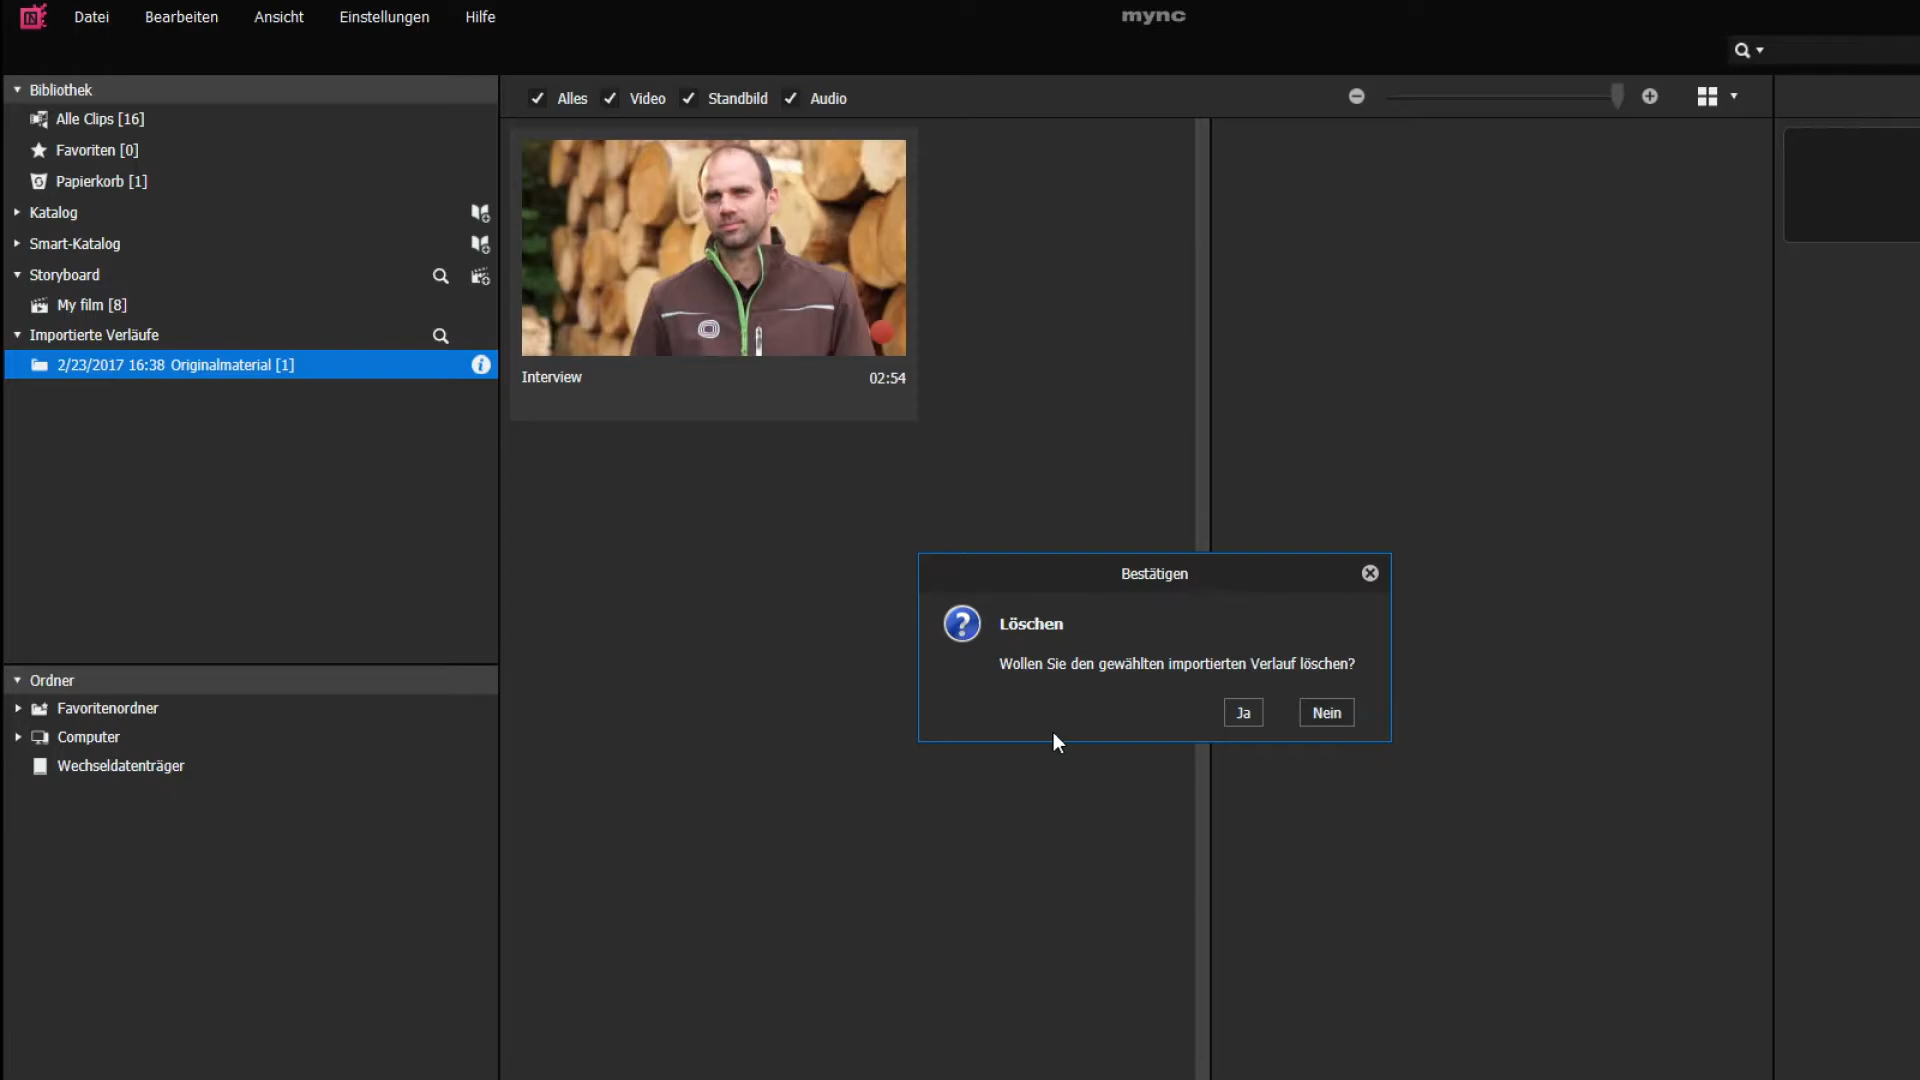 Datei Bearbeiten Ansicht Einstellungen Hilfe
mync
Bibliothek
Alle Clips [16]
Favoriten [0]
Papierkorb [1]
Katalog
Smart-Katalog
Storyboard
My film [8]
Importierte Verläufe
2/23/2017 16:38 Originalmaterial [1]
Alles Video Standbild Audio
Interview 02:54
Bestätigen
Löschen
Wollen Sie den gewählten importierten Verlauf löschen?
Ja Nein
Ordner
Favoritenordner
Computer
Wechseldatenträger